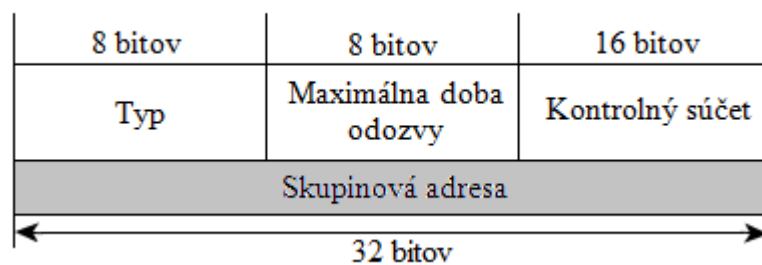 8 bitov 8 bitov 16 bitov
Typ
Maximálna doba
odozvy
Kontrolný súčet
Skupinová adresa
32 bitov